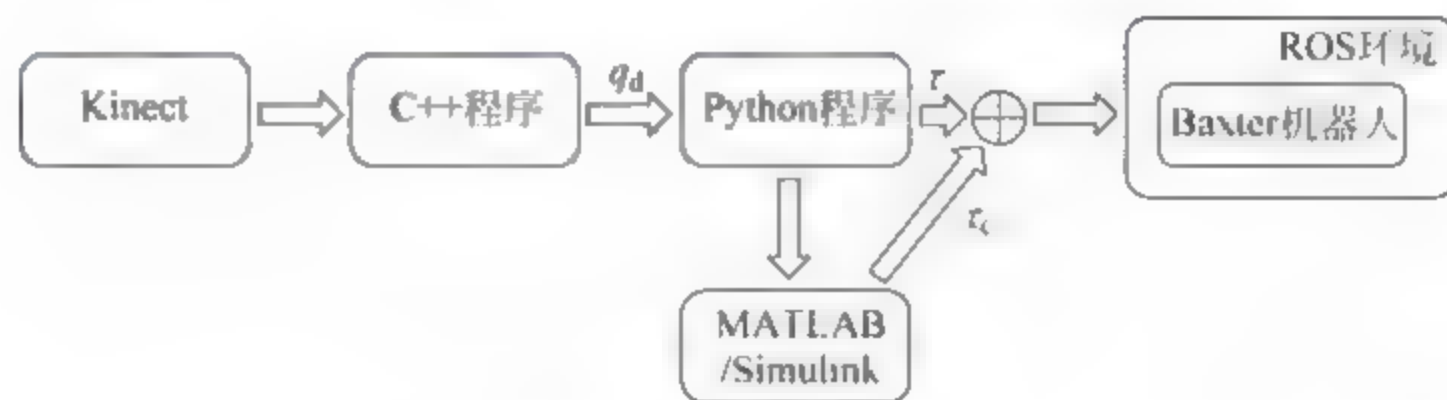 Kinect
C++程序
q_d
Python程序
τ
ROS环境
Baxter机器人
MATLAB
/Simulink